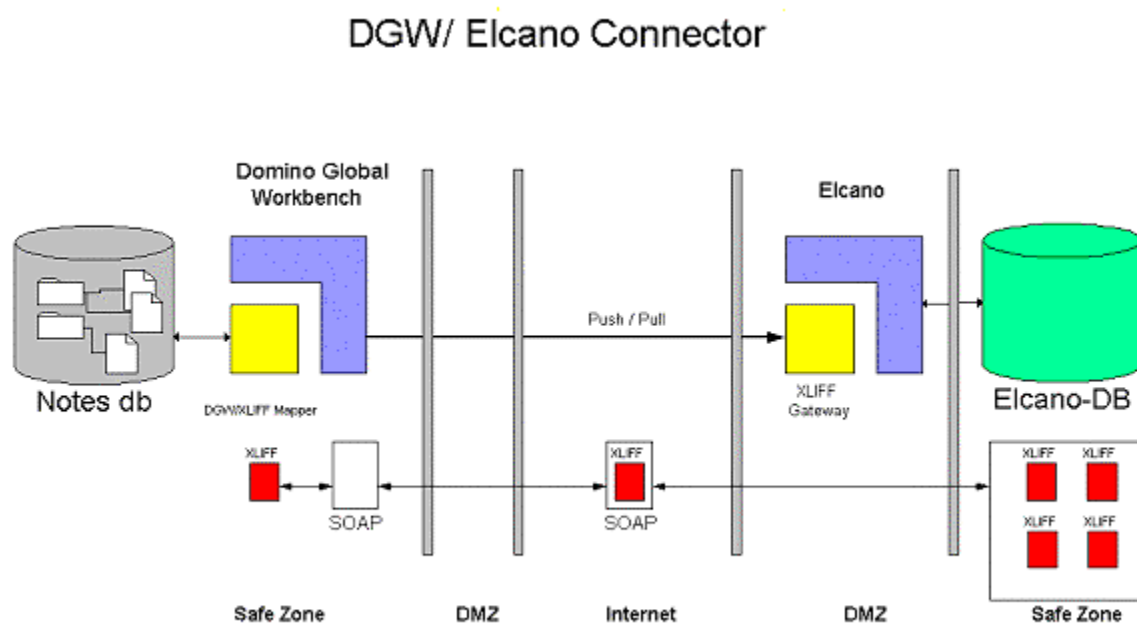 DGW/ Elcano Connector
Domino Global
Workbench
Elcano
Push / Pull
Notes db
DGW/XLIFF Mapper
XLIFF
Gateway
Elcano-DB
XLIFF
SOAP
XLIFF
SOAP
XLIFF
XLIFF
XLIFF
XLIFF
Safe Zone
DMZ
Internet
DMZ
Safe Zone